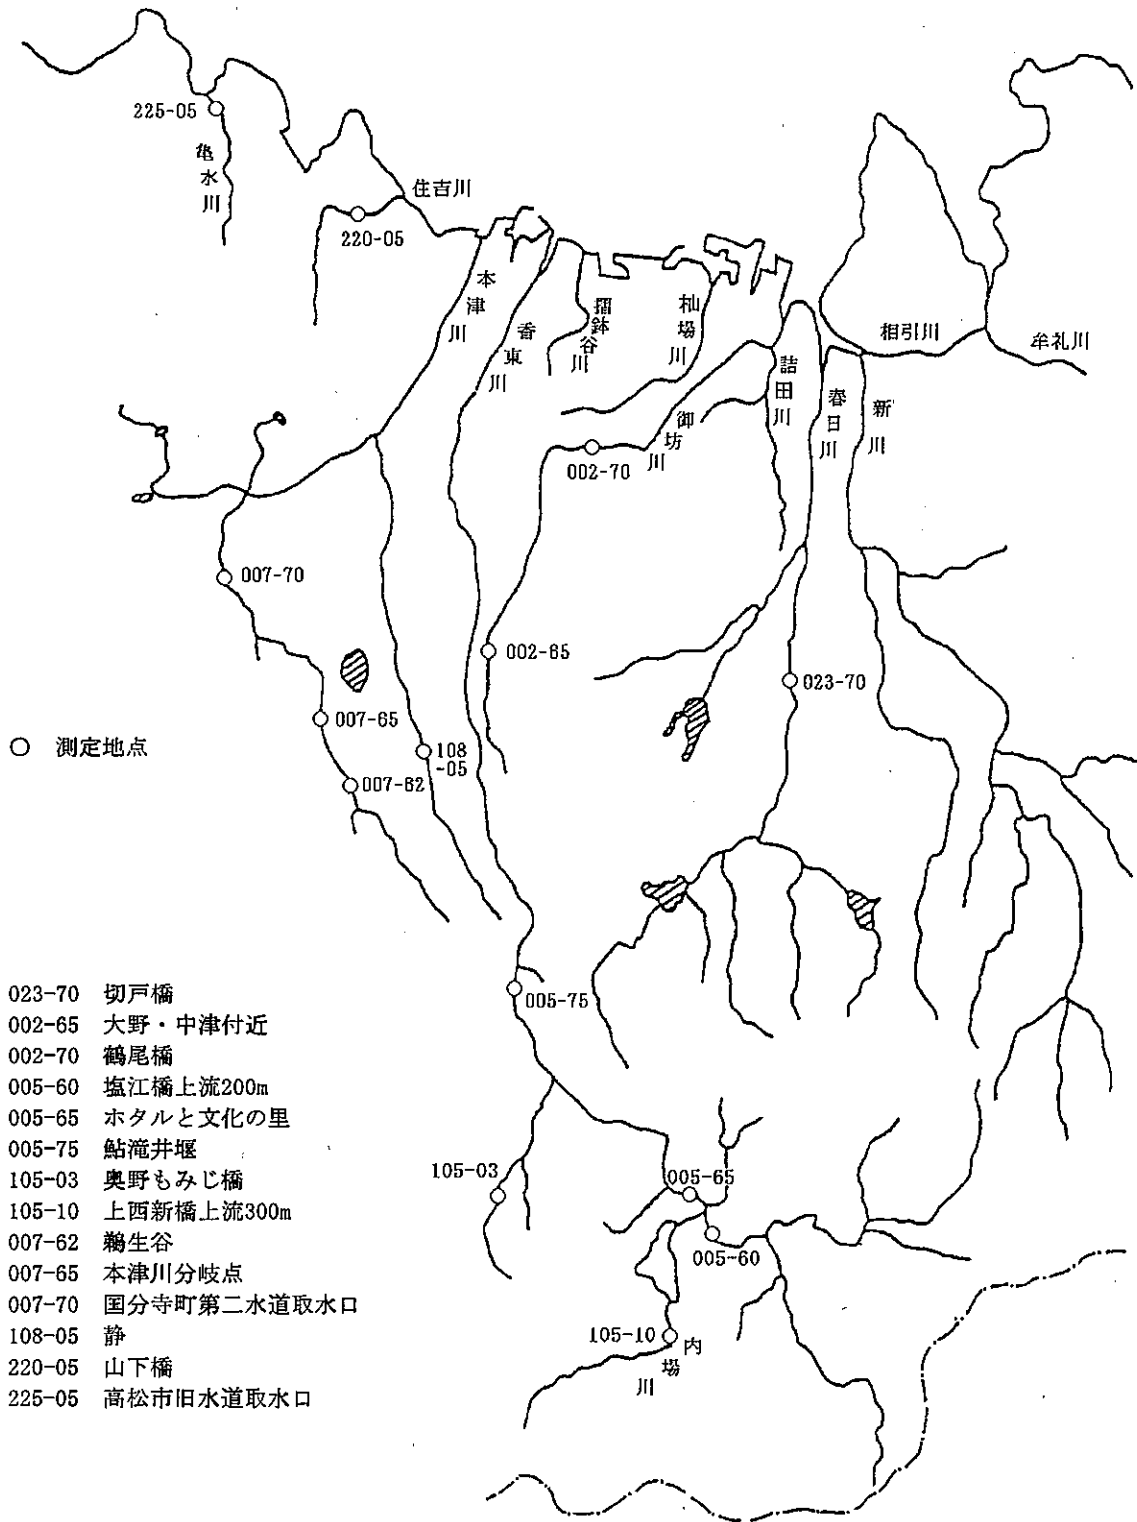 225-05
亀水川
住吉川
220-05
本津川
香東川
摺鉢谷川
杣場川
御坊川
詰田川
春日川
新川
相引川
牟礼川
002-70
007-70
002-65
023-70
007-65
108
-05
007-62
○ 測定地点
005-75
105-03
005-65
005-60
105-10
内場川
023-70 切戸橋
002-65 大野・中津付近
002-70 鶴尾橋
005-60 塩江橋上流200m
005-65 ホタルと文化の里
005-75 鮎滝井堰
105-03 奥野もみじ橋
105-10 上西新橋上流300m
007-62 鵜生谷
007-65 本津川分岐点
007-70 国分寺町第二水道取水口
108-05 静
220-05 山下橋
225-05 高松市旧水道取水口